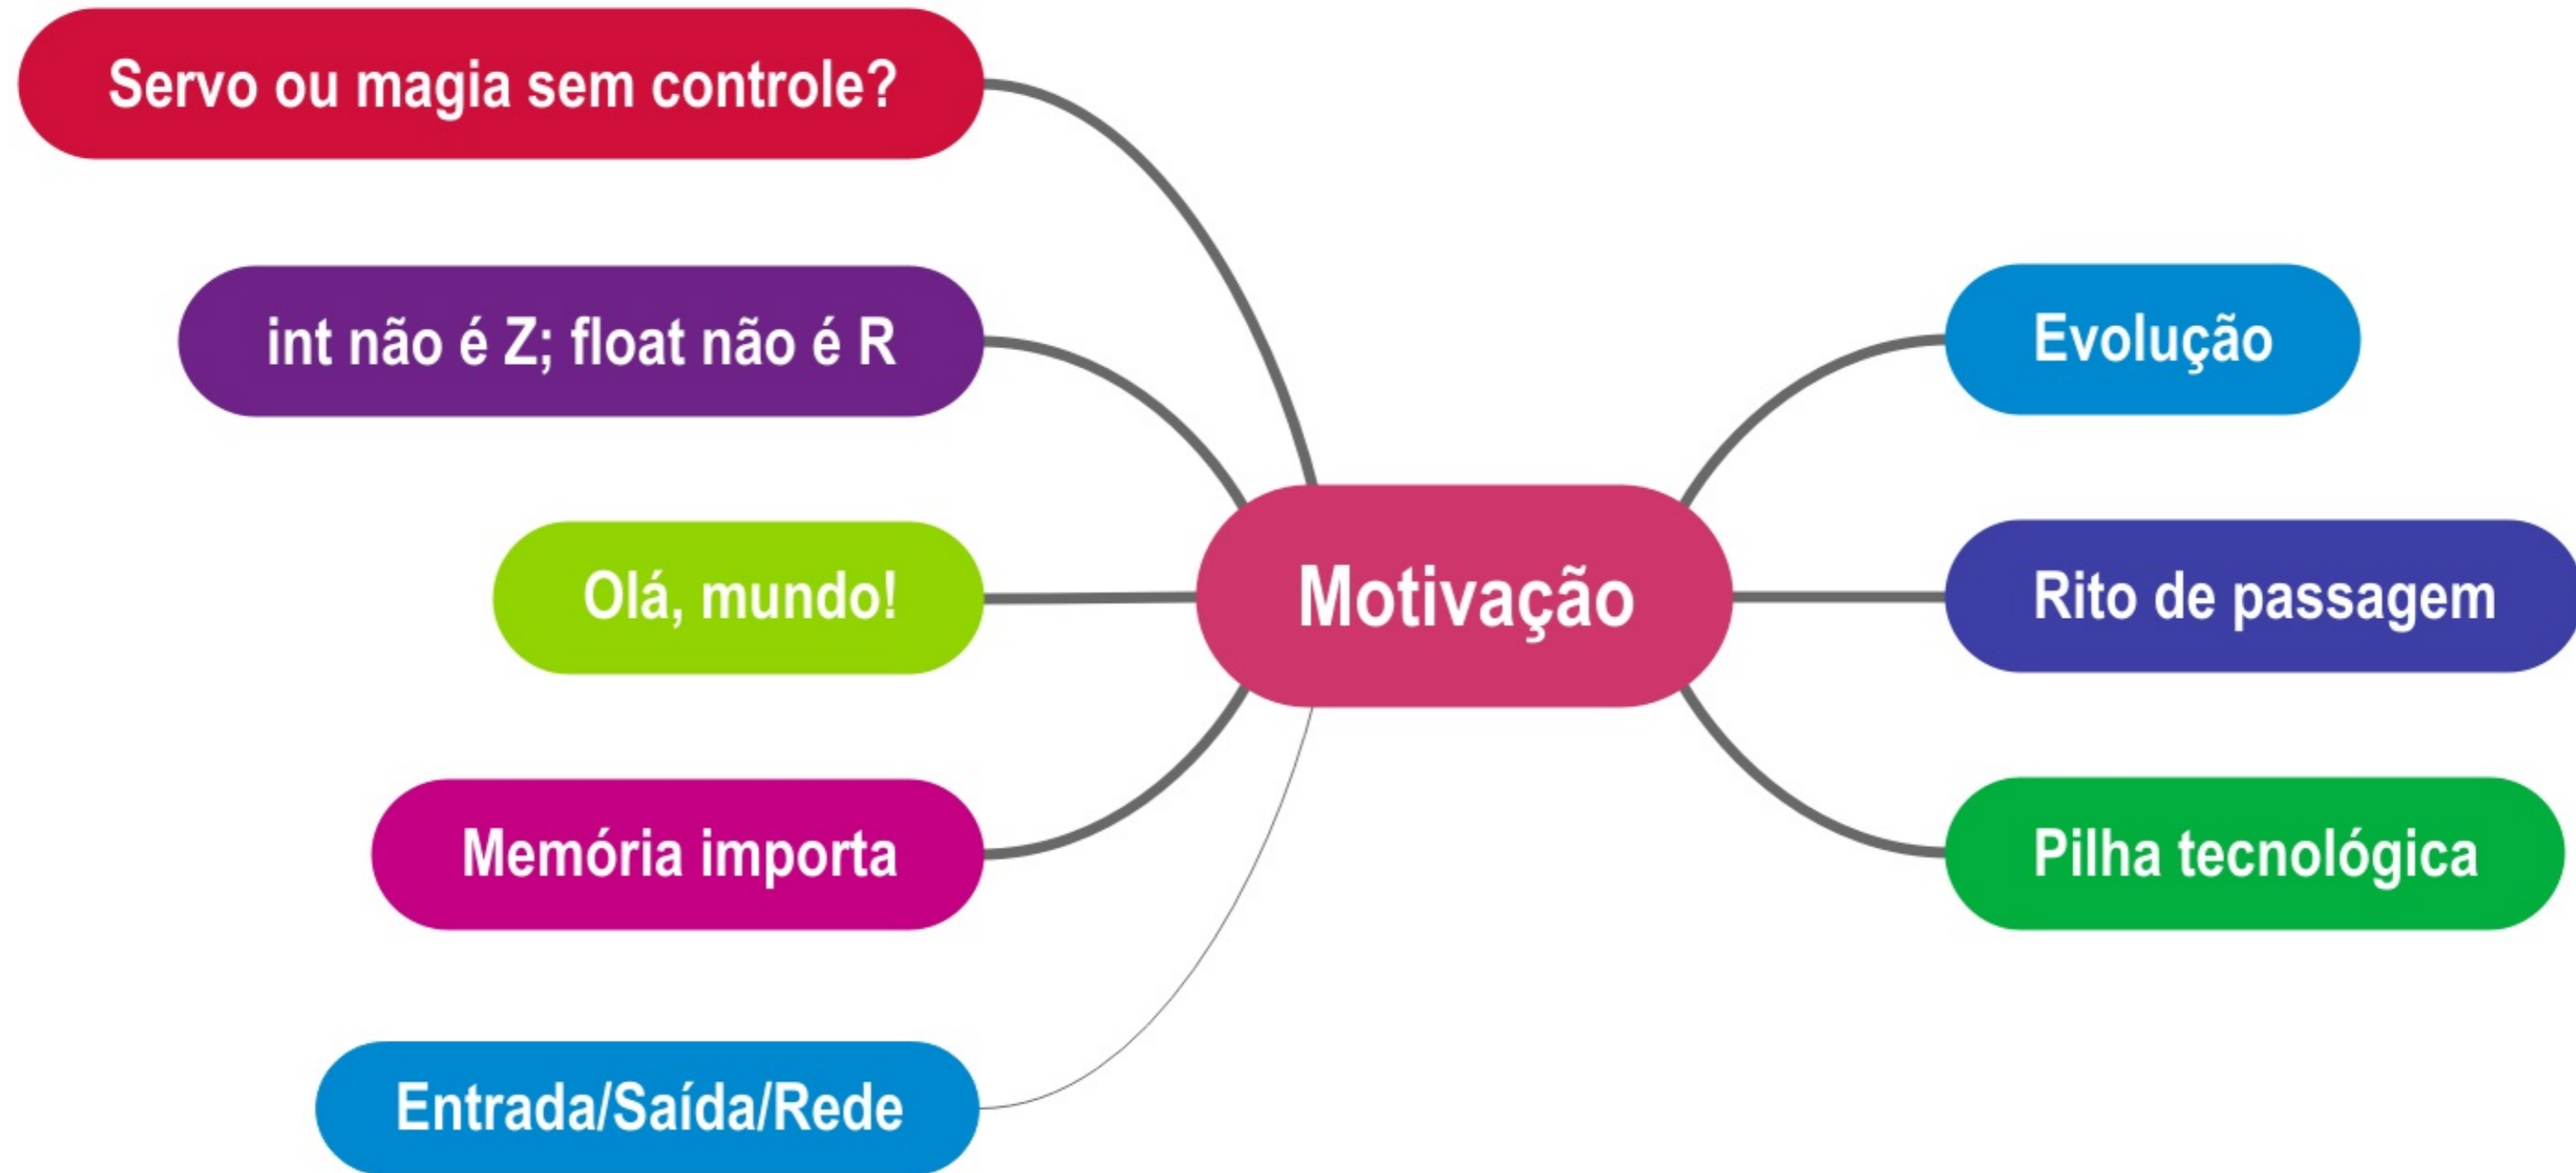 Servo ou magia sem controle?
int não é Z; float não é R
Olá, mundo!
Memória importa
Entrada/Saída/Rede
Motivação
Evolução
Rito de passagem
Pilha tecnológica